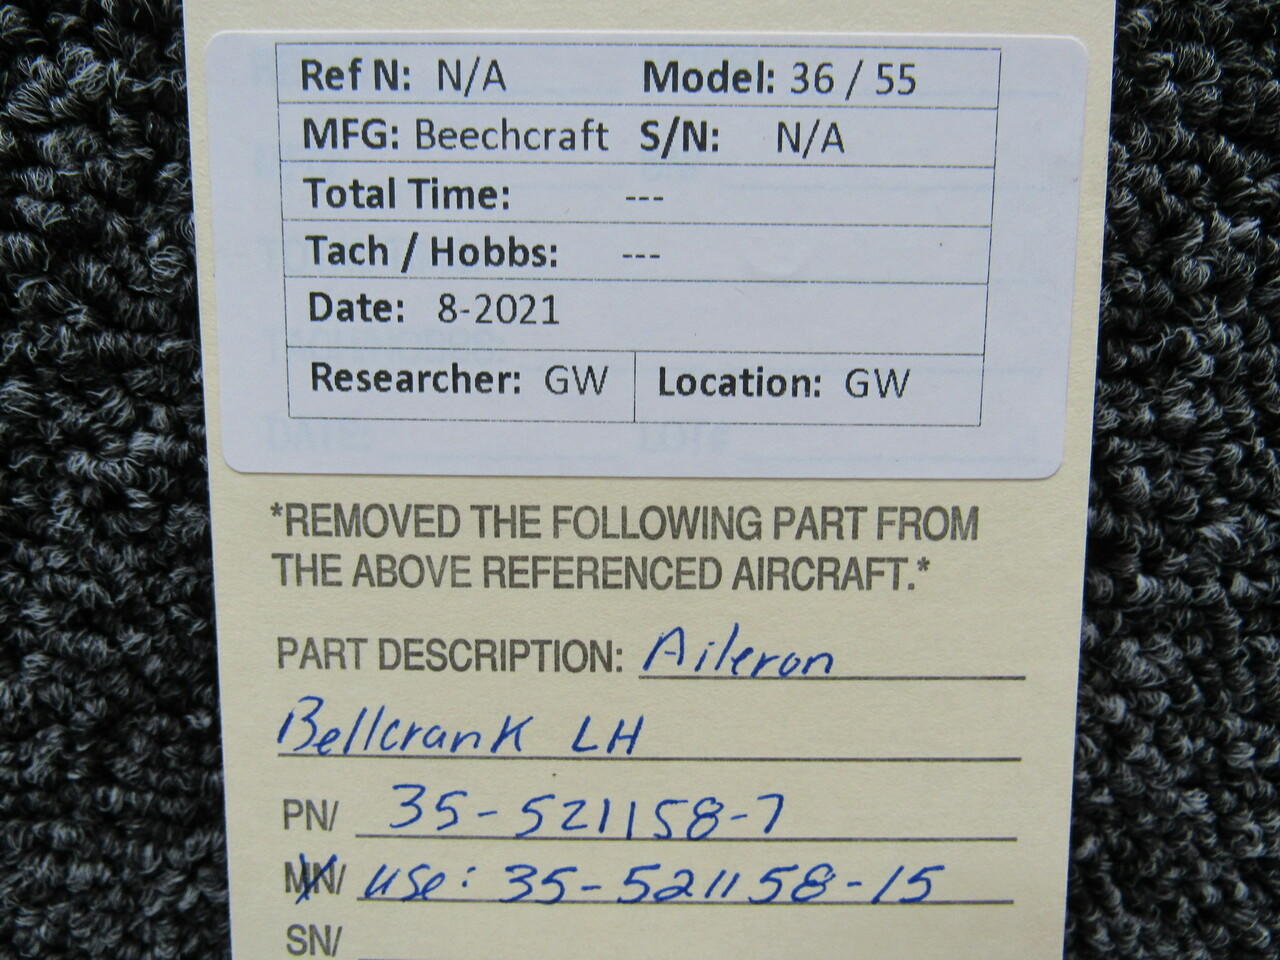 Ref N: N/A Model: 36 / 55
MFG: Beechcraft S/N: N/A
Total Time: ---
Tach / Hobbs: ---
Date: 8-2021
Researcher: GW Location: GW
*REMOVED THE FOLLOWING PART FROM
THE ABOVE REFERENCED AIRCRAFT.*
PART DESCRIPTION: Aileron
Bellcrank LH
PN/ 35-521158-7
MN/ use: 35-521158-15
SN/